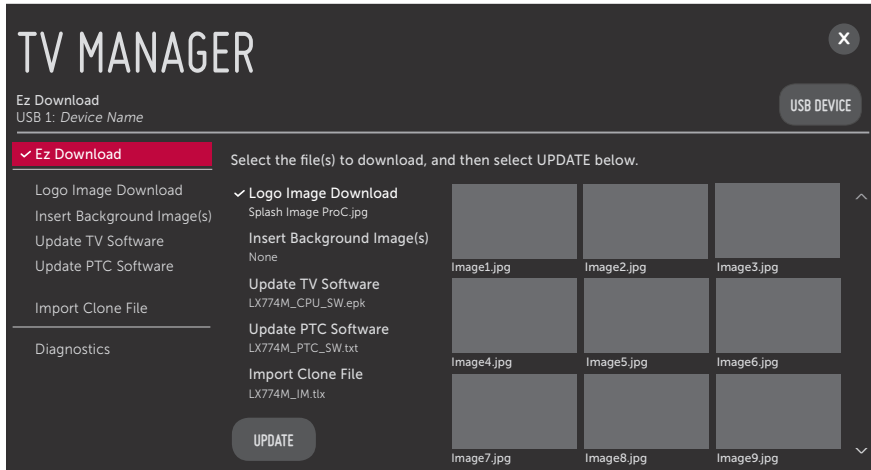 TV MANAGER
X
Ez Download
USB 1: Device Name
USB DEVICE
Ez Download
Logo Image Download
Insert Background Image(s)
Update TV Software
Update PTC Software
Import Clone File
Diagnostics
Select the file(s) to download, and then select UPDATE below.
Logo Image Download
Splash Image ProC.jpg
Insert Background Image(s)
None
Update TV Software
LX774M_CPU_SW.epk
Update PTC Software
LX774M_PTC_SW.txt
Import Clone File
LX774M_IM.tlx
UPDATE
Image1.jpg
Image2.jpg
Image3.jpg
Image4.jpg
Image5.jpg
Image6.jpg
Image7.jpg
Image8.jpg
Image9.jpg